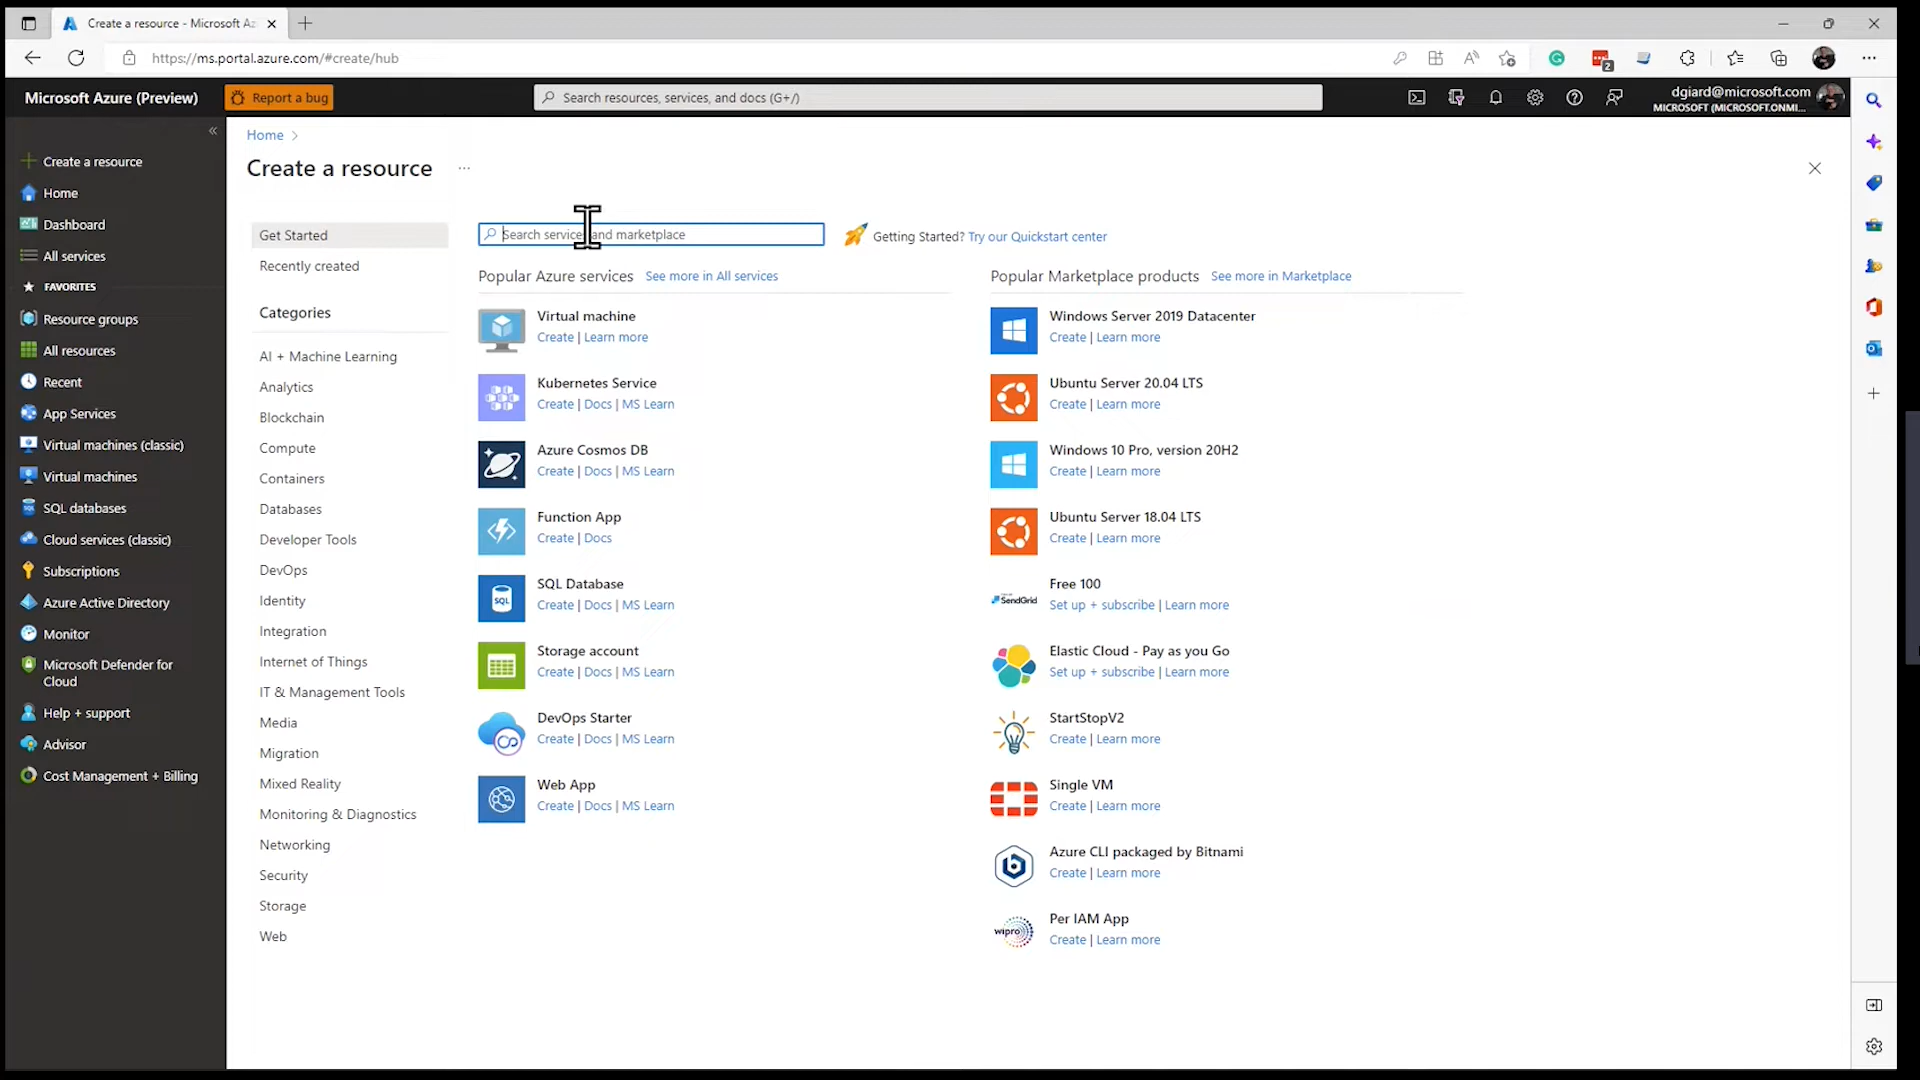 Create a resource - Microsoft Az
https://ms.portal.azure.com/#create/hub
2
Microsoft Azure (Preview)
Report a bug
Search resources, services, and docs (G+/)
dgiard@microsoft.com
MICROSOFT (MICROSOFT.ONMI...
Create a resource
Home
Dashboard
All services
FAVORITES
Resource groups
All resources
Recent
App Services
Virtual machines (classic)
Virtual machines
SQL databases
Cloud services (classic)
Subscriptions
Azure Active Directory
Monitor
Microsoft Defender for
Cloud
Help + support
Advisor
Cost Management + Billing
Home >
Create a resource ...
Get Started
Recently created
Categories
AI + Machine Learning
Analytics
Blockchain
Compute
Containers
Databases
Developer Tools
DevOps
Identity
Integration
Internet of Things
IT & Management Tools
Media
Migration
Mixed Reality
Monitoring & Diagnostics
Networking
Security
Storage
Web
Search services and marketplace
Getting Started? Try our Quickstart center
Popular Azure services See more in All services
Virtual machine
Create | Learn more
Kubernetes Service
Create | Docs | MS Learn
Azure Cosmos DB
Create | Docs | MS Learn
Function App
Create | Docs
SQL
SQL Database
Create | Docs | MS Learn
Storage account
Create | Docs | MS Learn
DevOps Starter
Create | Docs | MS Learn
Web App
Create | Docs | MS Learn
Popular Marketplace products See more in Marketplace
Windows Server 2019 Datacenter
Create | Learn more
Ubuntu Server 20.04 LTS
Create | Learn more
Windows 10 Pro, version 20H2
Create | Learn more
Ubuntu Server 18.04 LTS
Create | Learn more
SendGrid
Free 100
Set up + subscribe | Learn more
Elastic Cloud - Pay as you Go
Set up + subscribe | Learn more
StartStopV2
Create | Learn more
Single VM
Create | Learn more
Azure CLI packaged by Bitnami
Create | Learn more
wipro
Per IAM App
Create | Learn more